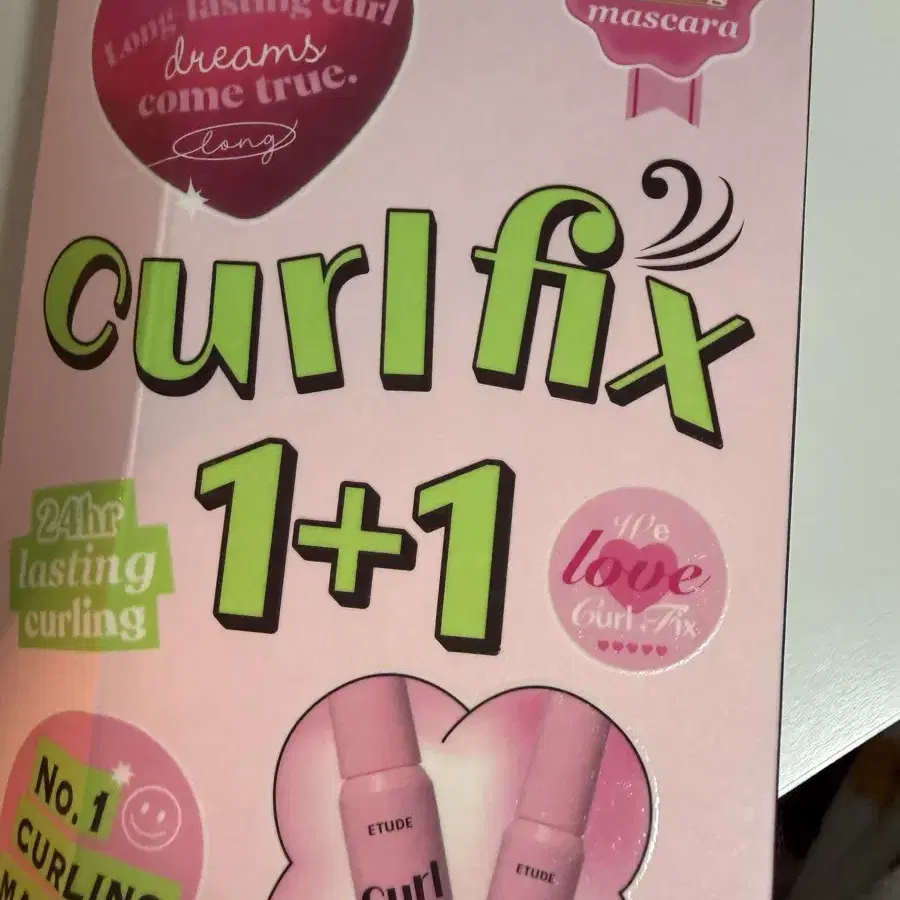 Long-lasting curl
dreams
come true.
long
mascara
Curl fix
1+1
24hr
lasting
curling
We
love
Curl Fix
No.1
CURLING
ETUDE
Curl
ETUDE